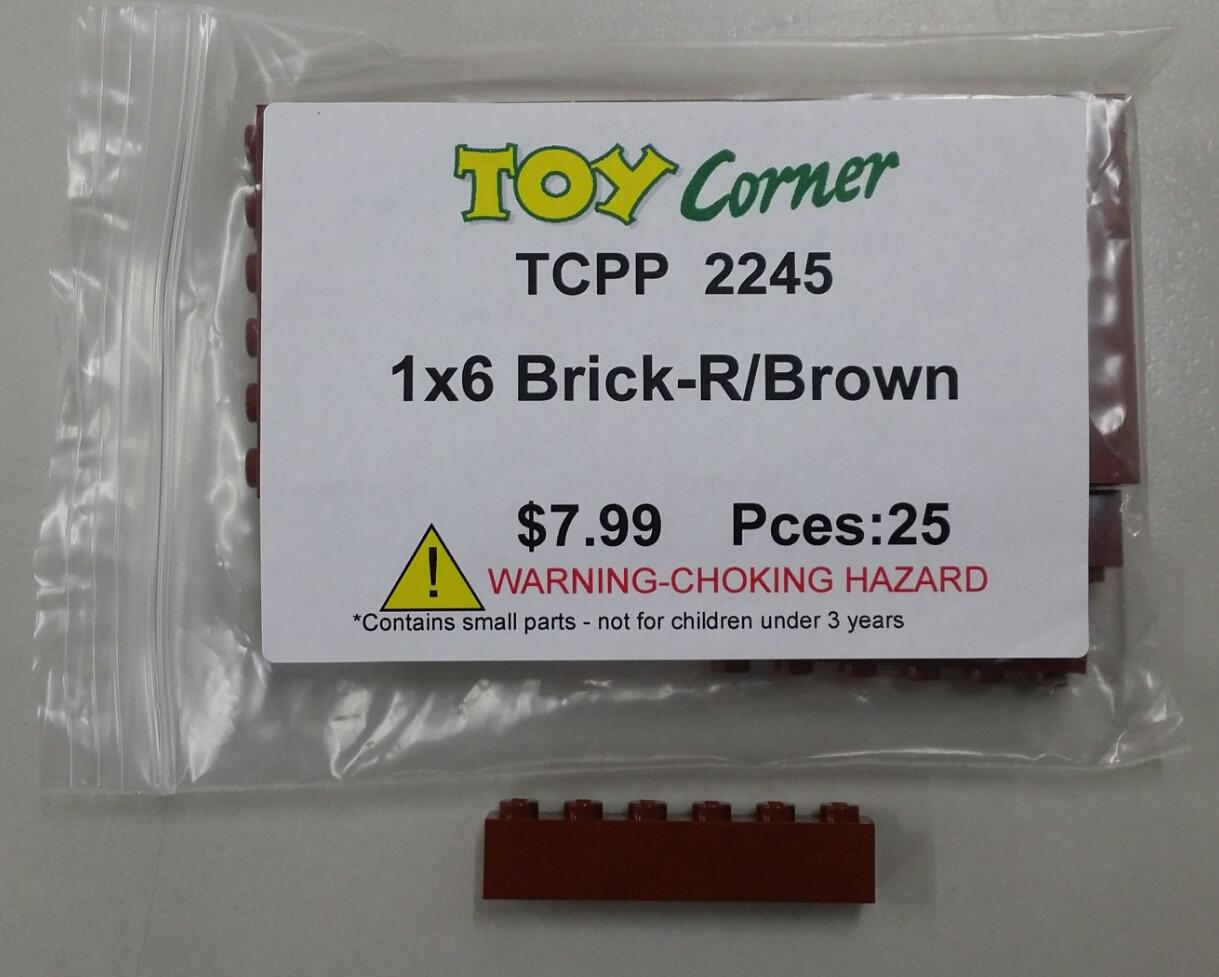 TOY Corner
TCPP 2245
1x6 Brick-R/Brown
$7.99 Pces:25
! WARNING-CHOKING HAZARD
*Contains small parts - not for children under 3 years